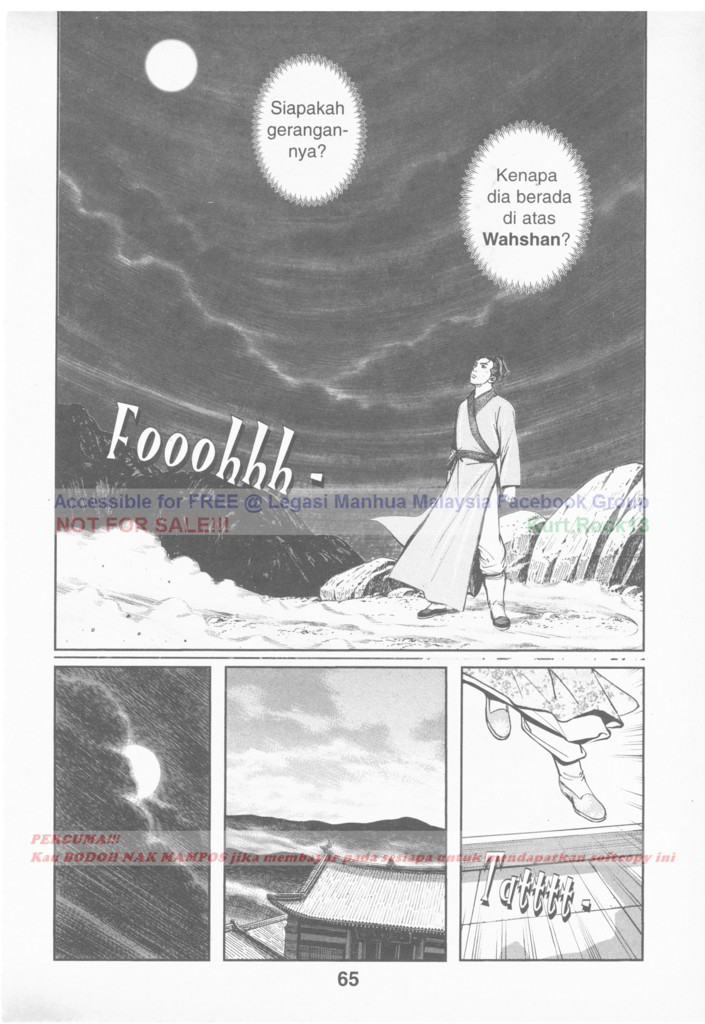 Siapakah
gerangan-
nya?
Kenapa
dia berada
di atas
Wahshan?
Fooohhh -
Accessible for FREE @ Legasi Manhua Malaysia Facebook Group
NOT FOR SALE!!!
Kurt.Rock13
PERCUMA!!!
Kau BODOH NAK MAMPOS jika membayar pada sesiapa untuk mendapatkan softcopy ini
Tatttt -
65